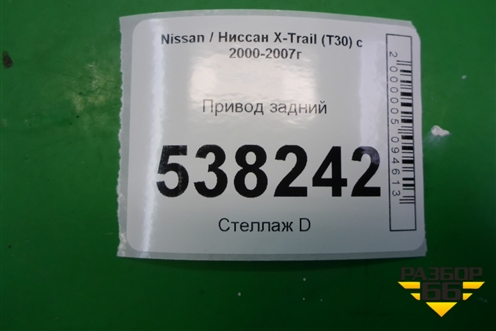 Nissan / Ниссан X-Trail (T30) с
2000-2007г
Привод задний
538242
Стеллаж D
2000005094613
РАЗБОР
66